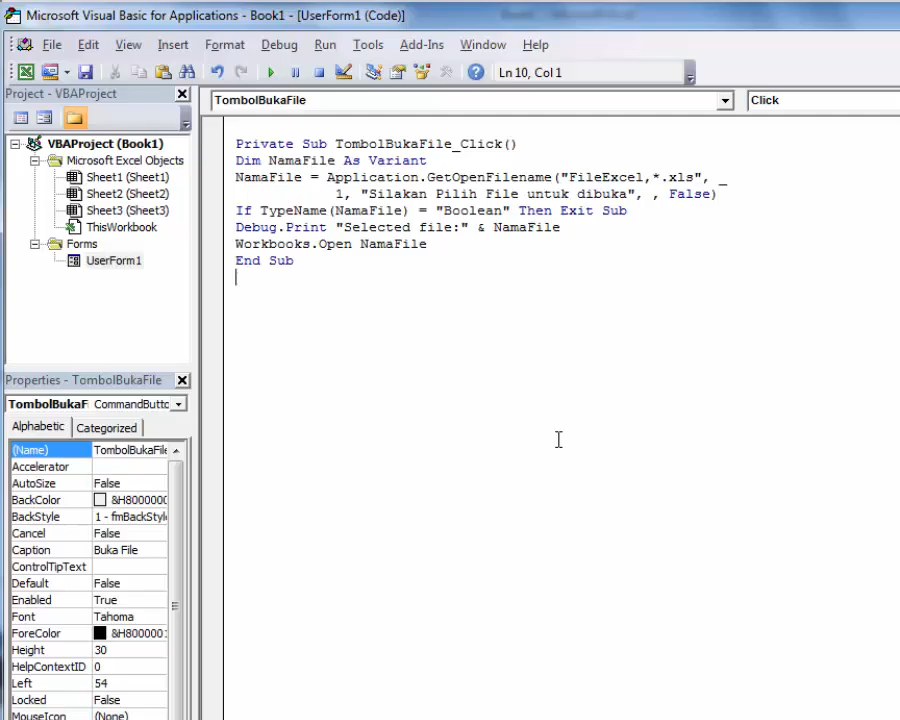 Microsoft Visual Basic for Applications - Book1 - [UserForm1 (Code)]
File Edit View Insert Format Debug Run Tools Add-Ins Window Help
Ln 10, Col 1
Project - VBAProject
TombolBukaFile Click
VBAProject (Book1)
Microsoft Excel Objects
Sheet1 (Sheet1)
Sheet2 (Sheet2)
Sheet3 (Sheet3)
ThisWorkbook
Forms
UserForm1
Private Sub TombolBukaFile_Click()
Dim NamaFile As Variant
NamaFile = Application.GetOpenFilename("FileExcel,*.xls", _
1, "Silakan Pilih File untuk dibuka", , False)
If TypeName(NamaFile) = "Boolean" Then Exit Sub
Debug.Print "Selected file:" & NamaFile
Workbooks.Open NamaFile
End Sub
Properties - TombolBukaFile
TombolBukaF CommandButto
Alphabetic Categorized
(Name) TombolBukaFile
Accelerator
AutoSize False
BackColor &H8000000
BackStyle 1 - fmBackStyl
Cancel False
Caption Buka File
ControlTipText
Default False
Enabled True
Font Tahoma
ForeColor &H800000
Height 30
HelpContextID 0
Left 54
Locked False
MouseIcon (None)